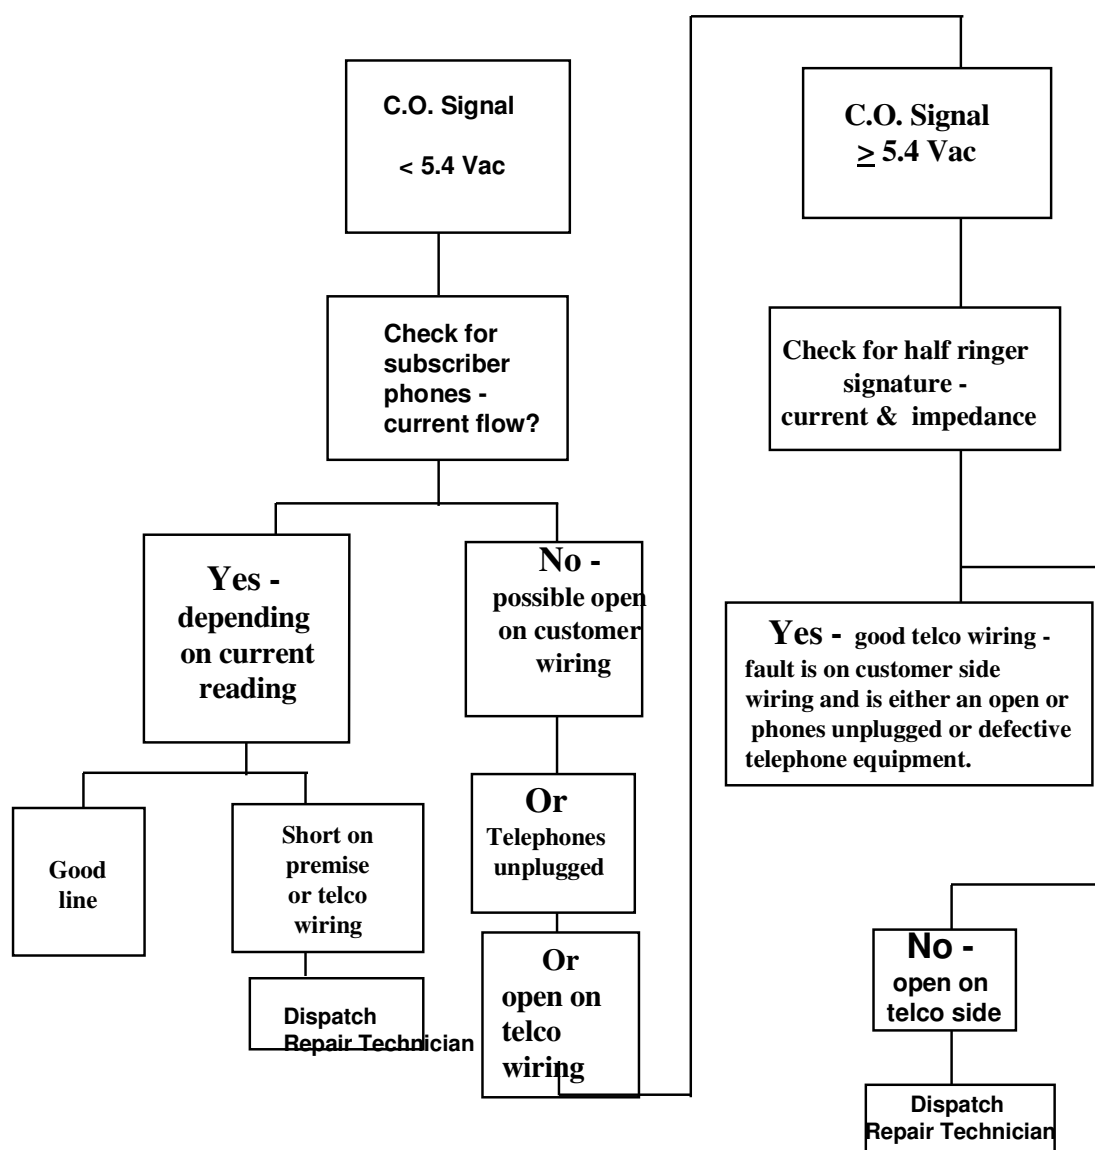 C.O. Signal
< 5.4 Vac
Check for
subscriber
phones -
current flow?
Yes -
depending
on current
reading
No -
possible open
on customer
wiring
Good
line
Short on
premise
or telco
wiring
Dispatch
Repair Technician
Or
Telephones
unplugged
Or
open on
telco
wiring
C.O. Signal
≥ 5.4 Vac
Check for half ringer
signature -
current & impedance
Yes - good telco wiring -
fault is on customer side
wiring and is either an open or
phones unplugged or defective
telephone equipment.
No -
open on
telco side
Dispatch
Repair Technician